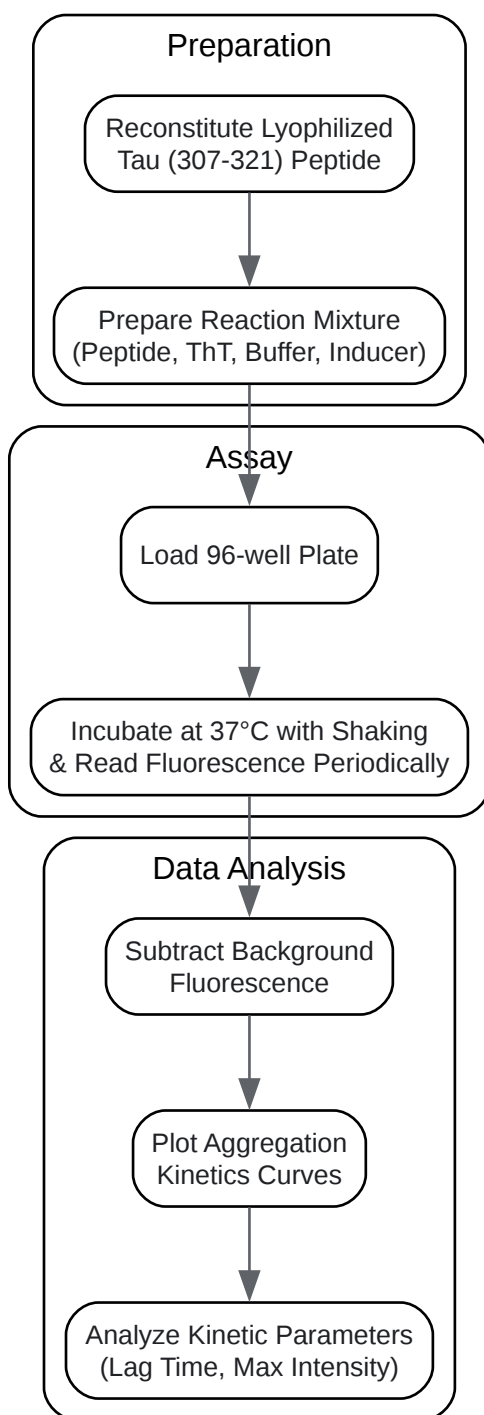 Preparation
Reconstitute Lyophilized
Tau (307-321) Peptide
Prepare Reaction Mixture
(Peptide, ThT, Buffer, Inducer)
Assay
Load 96-well Plate
Incubate at 37°C with Shaking
& Read Fluorescence Periodically
Data Analysis
Subtract Background
Fluorescence
Plot Aggregation
Kinetics Curves
Analyze Kinetic Parameters
(Lag Time, Max Intensity)